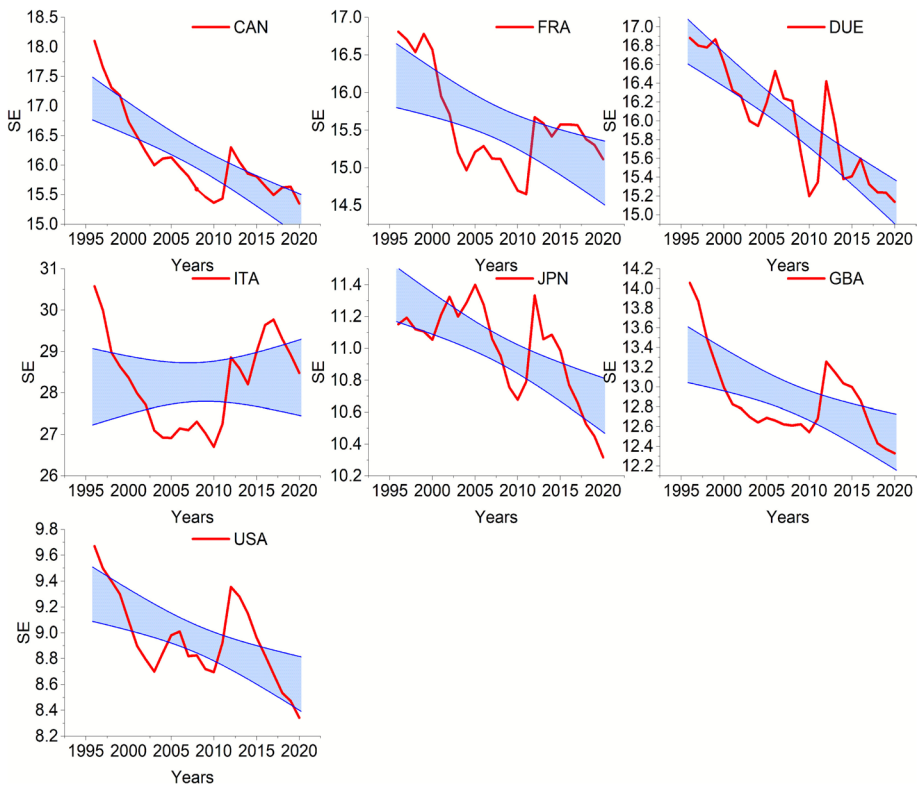 CAN
18.5
18.0
17.5
17.0
16.5
16.0
15.5
15.0
SE
1995 2000 2005 2010 2015 2020
Years
FRA
17.0
16.5
16.0
15.5
15.0
14.5
SE
1995 2000 2005 2010 2015 2020
Years
DUE
17.0
16.8
16.6
16.4
16.2
16.0
15.8
15.6
15.4
15.2
15.0
SE
1995 2000 2005 2010 2015 2020
Years
ITA
31
30
29
28
27
26
SE
1995 2000 2005 2010 2015 2020
Years
JPN
11.4
11.2
11.0
10.8
10.6
10.4
10.2
SE
1995 2000 2005 2010 2015 2020
Years
GBA
14.2
14.0
13.8
13.6
13.4
13.2
13.0
12.8
12.6
12.4
12.2
SE
1995 2000 2005 2010 2015 2020
Years
USA
9.8
9.6
9.4
9.2
9.0
8.8
8.6
8.4
8.2
SE
1995 2000 2005 2010 2015 2020
Years